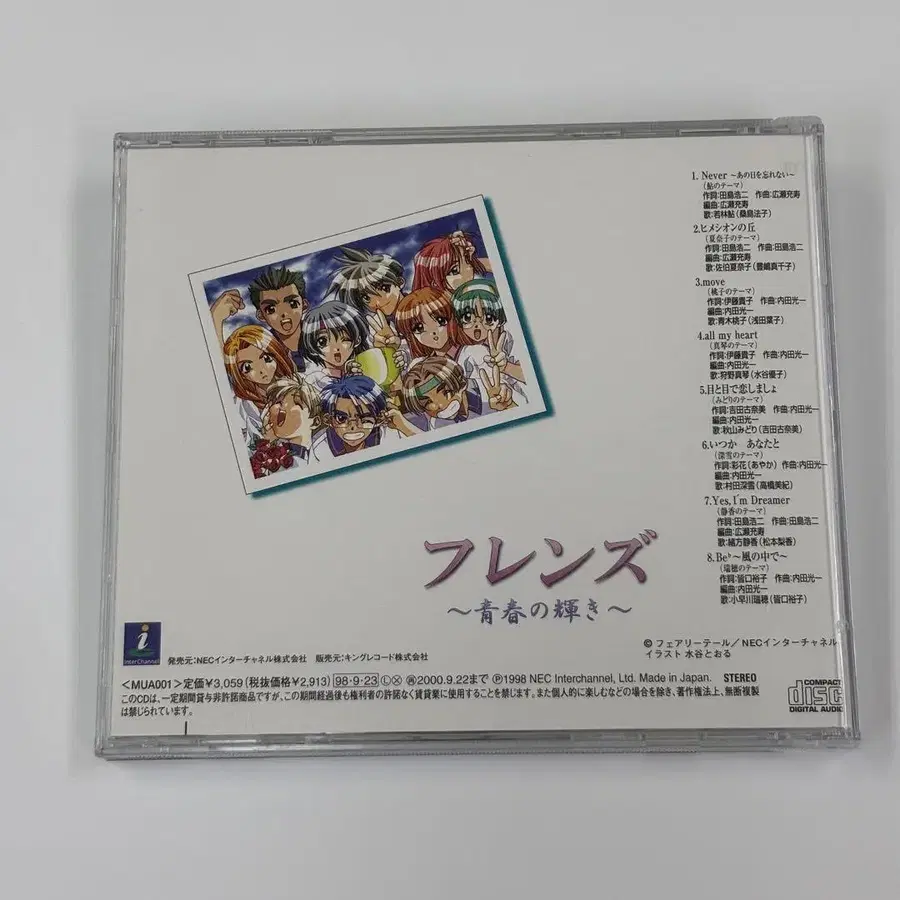 1. Never ～あの日を忘れない～
(鮎のテーマ)
作詞:田島浩二　作曲:広瀬充寿
編曲:広瀬充寿
歌:若林鮎(桑島法子)
2.ヒメシオンの丘
(夏奈子のテーマ)
作詞:田島浩二　作曲:田島浩二
編曲:広瀬充寿
歌:佐伯夏奈子(豊嶋真千子)
3.move
(桃子のテーマ)
作詞:伊藤貴子　作曲:内田光一
編曲:内田光一
歌:青木桃子(浅田葉子)
4.all my heart
(真琴のテーマ)
作詞:伊藤貴子　作曲:内田光一
編曲:内田光一
歌:狩野真琴(水谷優子)
5.目と目で恋しましょ
(みどりのテーマ)
作詞:吉田古奈美　作曲:内田光一
編曲:内田光一
歌:秋山みどり(吉田古奈美)
6.いつか　あなたと
(深雪のテーマ)
作詞:彩花(あやか)　作曲:内田光一
編曲:内田光一
歌:村田深雪(高橋美紀)
7.Yes, I'm Dreamer
(静香のテーマ)
作詞:田島浩二　作曲:田島浩二
編曲:広瀬充寿
歌:緒方静香(松本梨香)
8.Be♭～風の中で～
(瑞穂のテーマ)
作詞:皆口裕子　作曲:内田光一
編曲:内田光一
歌:小早川瑞穂(皆口裕子)
フレンズ
～青春の輝き～
© フェアリーテール/NECインターチャネル
イラスト 水谷とおる
i
InterChannel
発売元:NECインターチャネル株式会社　販売元:キングレコード株式会社
<MUA001>定価¥3,059(税抜価格¥2,913) 98・9・23 Ⓛ Ⓧ 再2000.9.22まで Ⓟ1998 NEC Interchannel, Ltd. Made in Japan. STEREO
このCDは、一定期間貸与非許諾商品ですが、この期間経過後も権利者の許諾なく賃貸業に使用することを禁じます。また個人的に楽しむなどの場合を除き、著作権法上、無断複製
は禁じられています。
COMPACT
disc
DIGITAL AUDIO